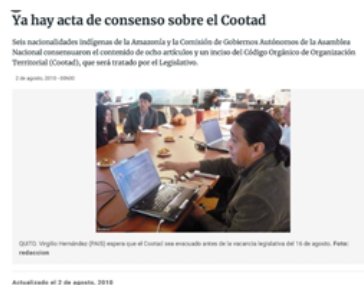 Ya hay acta de consenso sobre el Cootad
Seis nacionalidades indígenas de la Amazonía y la Comisión de Gobiernos Autónomos de la Asamblea
Nacional consensuaron el contenido de ocho artículos y un inciso del Código Orgánico de Organización
Territorial (Cootad), que será tratado por el Legislativo.
2 de agosto, 2010 - 00h00
QUITO. Virgilio Hernández (PAIS) espera que el Cootad sea evacuado antes de la vacancia legislativa del 16 de agosto. Foto:
redaccion
Actualizado el 2 de agosto, 2010